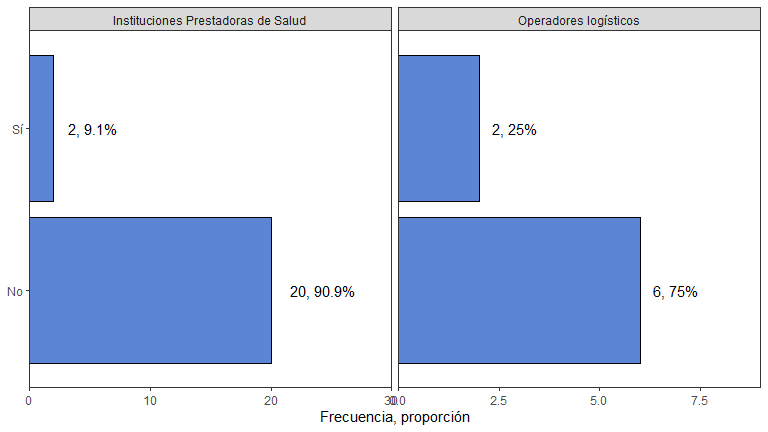 Instituciones Prestadoras de Salud
Operadores logísticos
Sí
2, 9.1%
2, 25%
No
20, 90.9%
6, 75%
0 10 20 30
0.0 2.5 5.0 7.5
Frecuencia, proporción